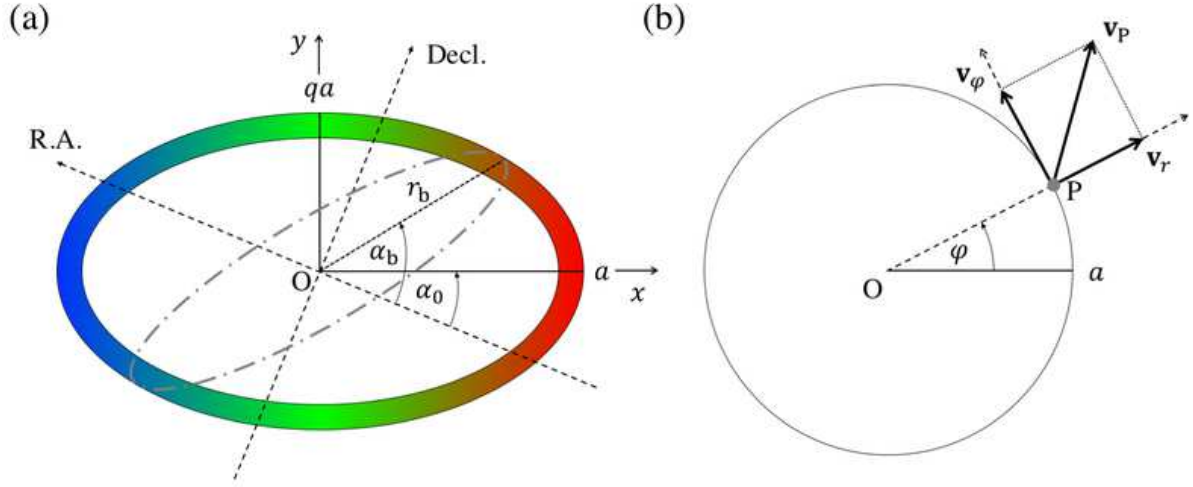 (a)
y
qa
Decl.
R.A.
r_b
α_b
O
α_0
a
x
(b)
v_P
v_φ
v_r
P
φ
O
a